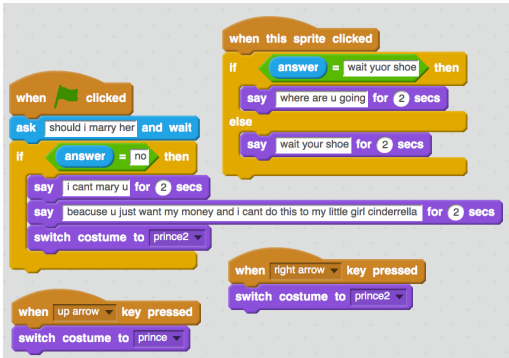 when clicked
ask should i marry her and wait
if answer = no then
say i cant mary u for 2 secs
say beacuse u just want my money and i cant do this to my little girl cinderrella for 2 secs
switch costume to prince2
when up arrow key pressed
switch costume to prince
when this sprite clicked
if answer = wait yuor shoe then
say where are u going for 2 secs
else
say wait your shoe for 2 secs
when right arrow key pressed
switch costume to prince2